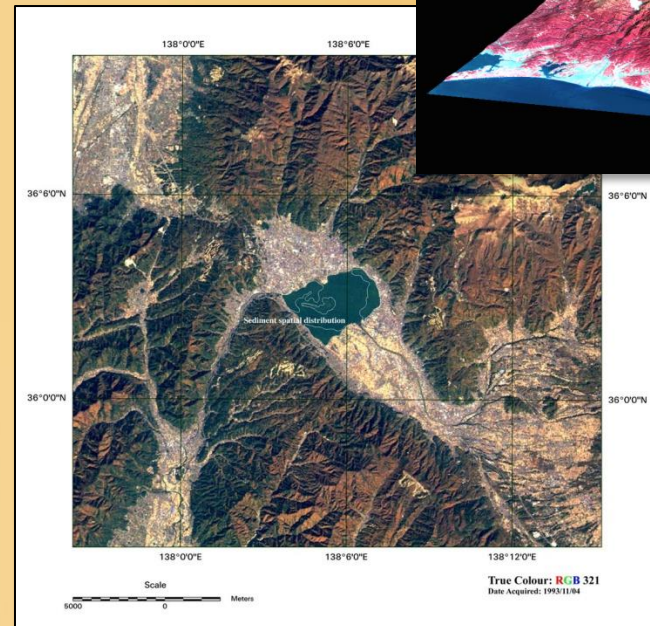 138°0'0"E 138°6'0"E
36°6'0"N 36°6'0"N
Sediment spatial distribution
36°0'0"N 36°0'0"N
138°0'0"E 138°6'0"E 138°12'0"E
Scale
5000 0 Meters
True Colour: RGB 321
Date Acquired: 1993/11/04